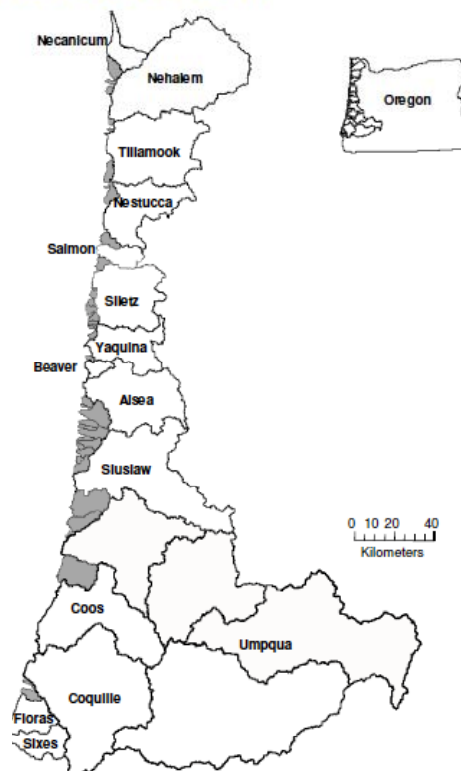 Necanicum
Nehalem
Oregon
Tillamook
Nestucca
Salmon
Siletz
Yaquina
Beaver
Alsea
Siuslaw
0 10 20 40
Kilometers
Coos
Umpqua
Coquille
Floras
Sixes